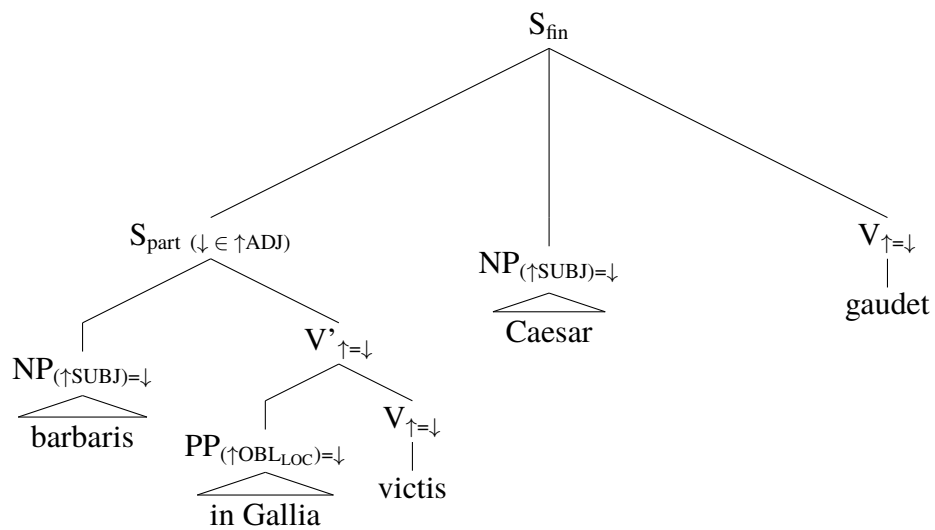 S_fin
S_part (↓ ∈ ↑ADJ)
NP_(↑SUBJ)=↓
V_↑=↓
Caesar
gaudet
NP_(↑SUBJ)=↓
V’_↑=↓
barbaris
PP_(↑OBL_LOC)=↓
V_↑=↓
in Gallia
victis